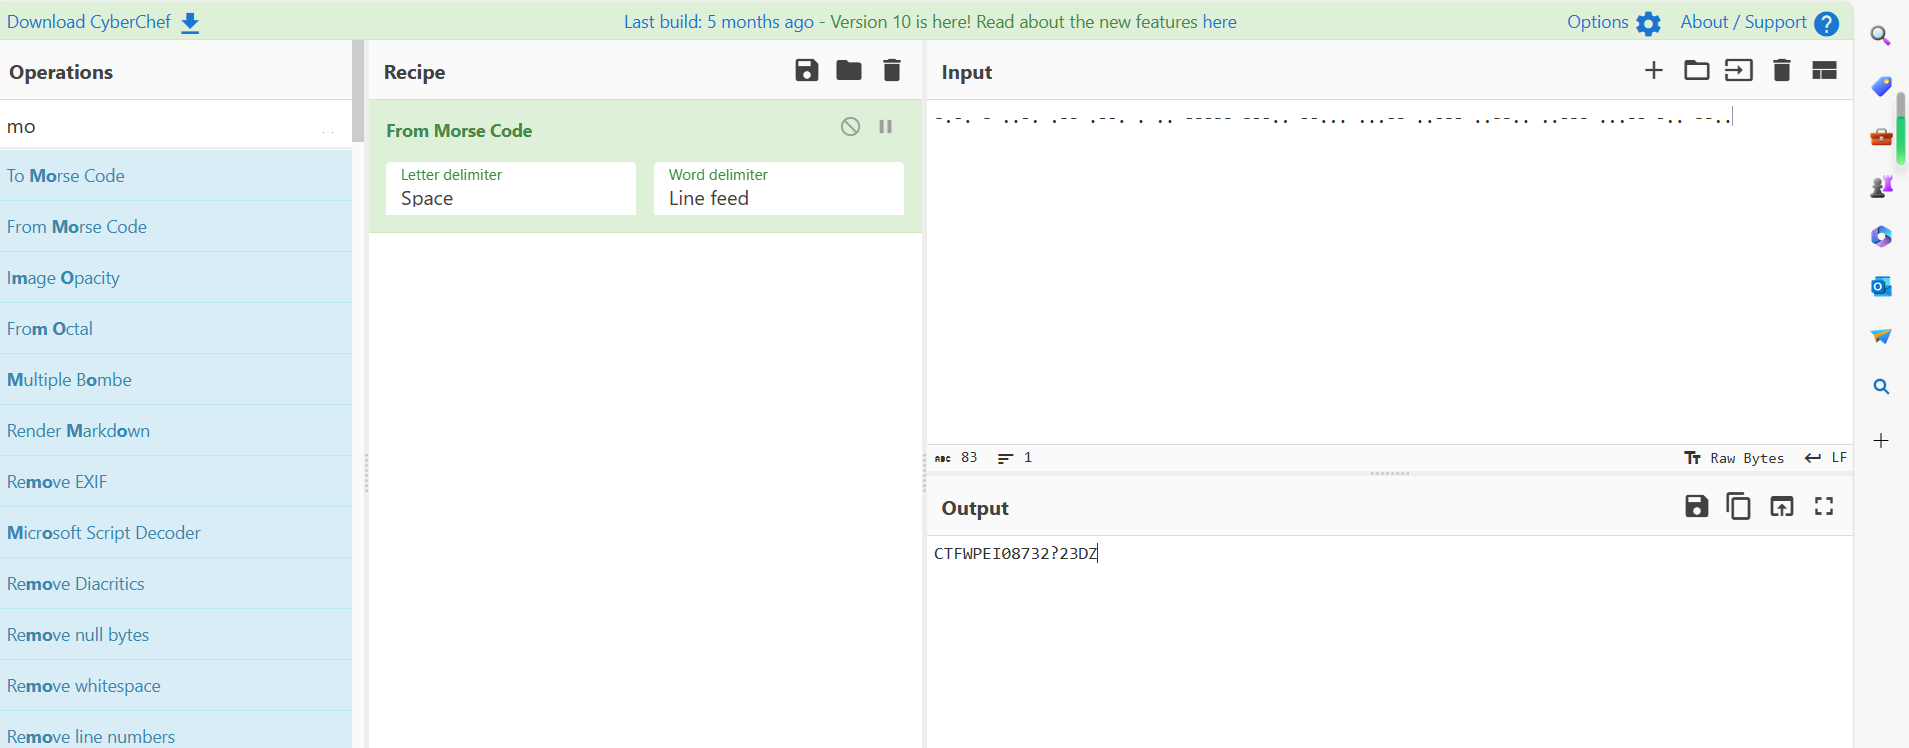 Download CyberChef
Last build: 5 months ago - Version 10 is here! Read about the new features here
Options
About / Support
Operations
mo
To Morse Code
From Morse Code
Image Opacity
From Octal
Multiple Bombe
Render Markdown
Remove EXIF
Microsoft Script Decoder
Remove Diacritics
Remove null bytes
Remove whitespace
Remove line numbers
Recipe
From Morse Code
Letter delimiter
Space
Word delimiter
Line feed
Input
-.-. - ..-. .-- .--. . .. ----- ---.. --... ...-- ..--- ..--.. ..--- ...-- -.. --..
ABC 83 1
Raw Bytes LF
Output
CTFWPEI08732?23DZ